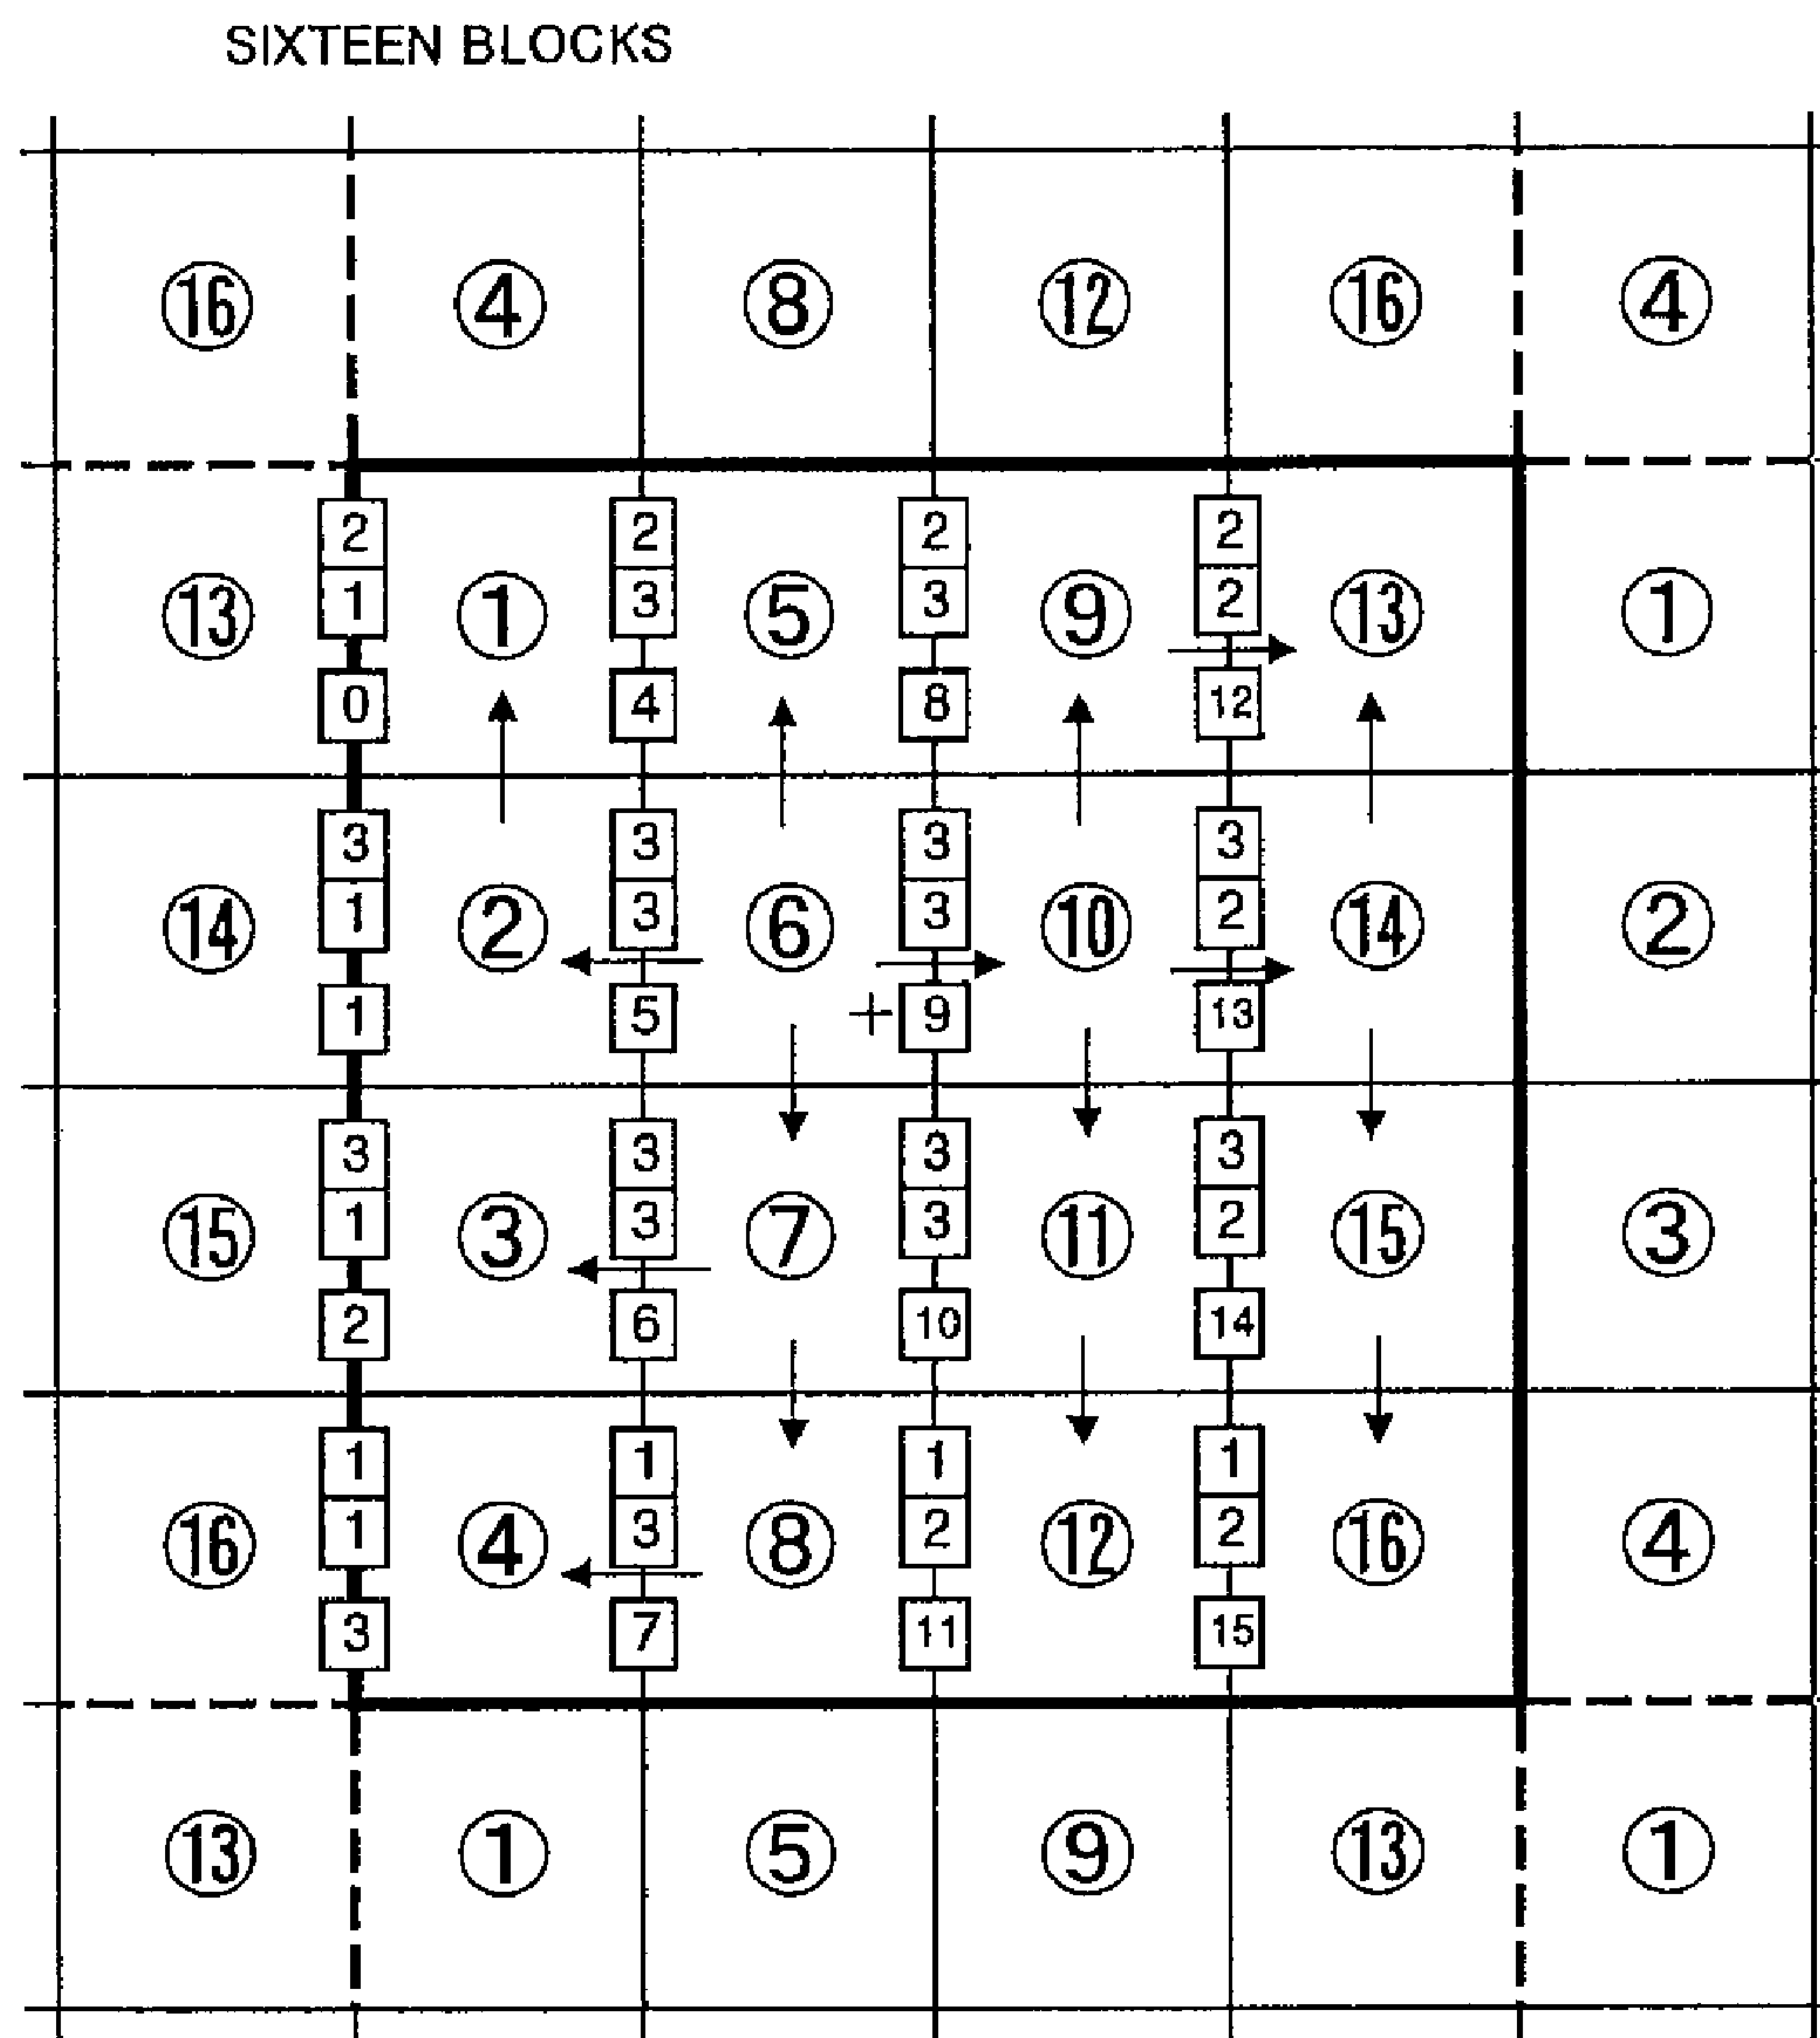 SIXTEEN BLOCKS
16 4 8 12 16 4
2 2 2 2
13 1 1 3 5 3 9 2 13 1
0 4 8 12
3 3 3 3
14 1 2 3 6 3 10 2 14 2
1 5 + 9 13
3 3 3 3
15 1 3 3 7 3 11 2 15 3
2 6 10 14
1 1 1 1
16 1 4 3 8 2 12 2 16 4
3 7 11 15
13 1 5 9 13 1